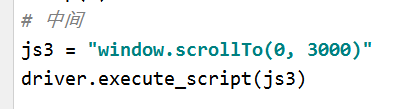 # 中间
js3 = "window.scrollTo(0, 3000)"
driver.execute_script(js3)